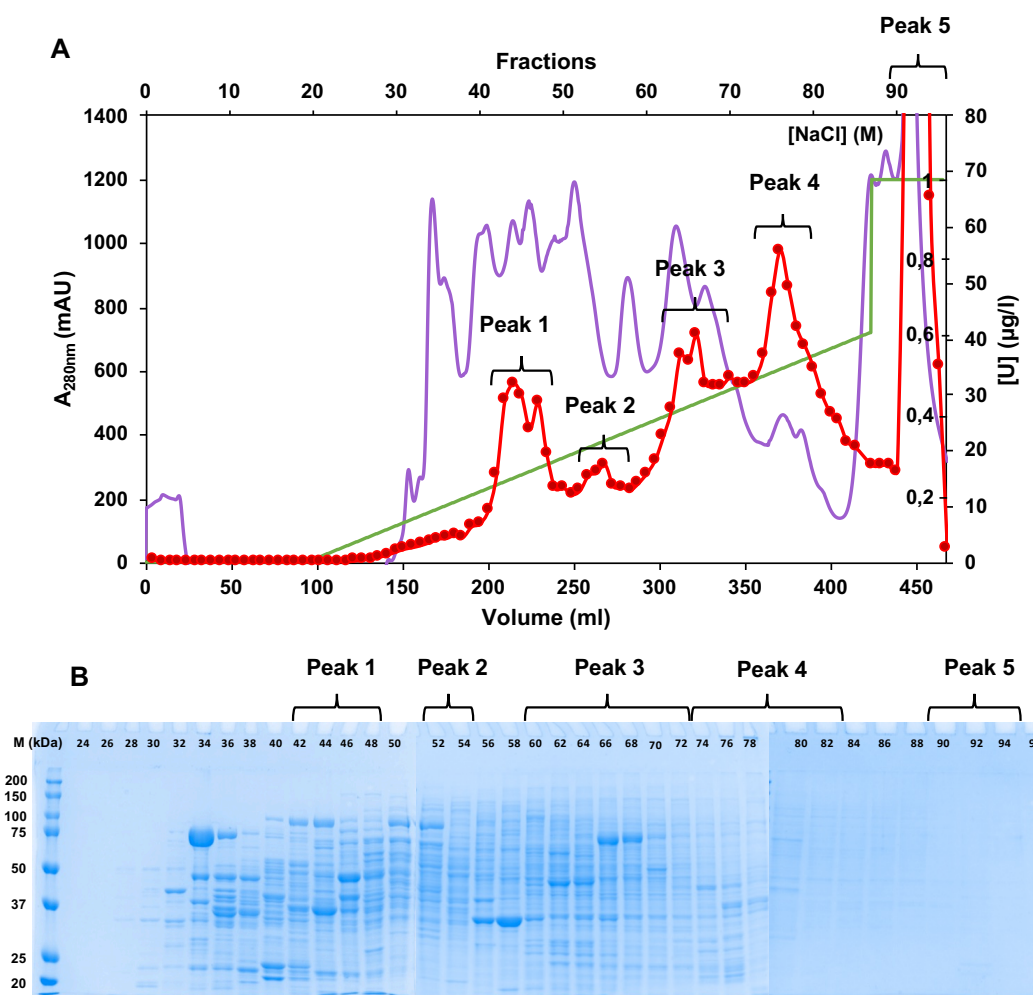 Peak 5
A
Fractions
0 10 20 30 40 50 60 70 80 90
1400 80
[NaCl] (M)
1200 70
Peak 4
1
1000 60
0,8
Peak 3
800 50
Peak 1
0,6
600 40
Peak 2
30
400 0,4
20
200 0,2
10
0 0
A280nm (mAU)
[U] (µg/l)
0 50 100 150 200 250 300 350 400 450
Volume (ml)
B
Peak 1 Peak 2 Peak 3 Peak 4 Peak 5
M (kDa) 24 26 28 30 32 34 36 38 40 42 44 46 48 50 52 54 56 58 60 62 64 66 68 70 72 74 76 78 80 82 84 86 88 90 92 94
200
150
100
75
50
37
25
20